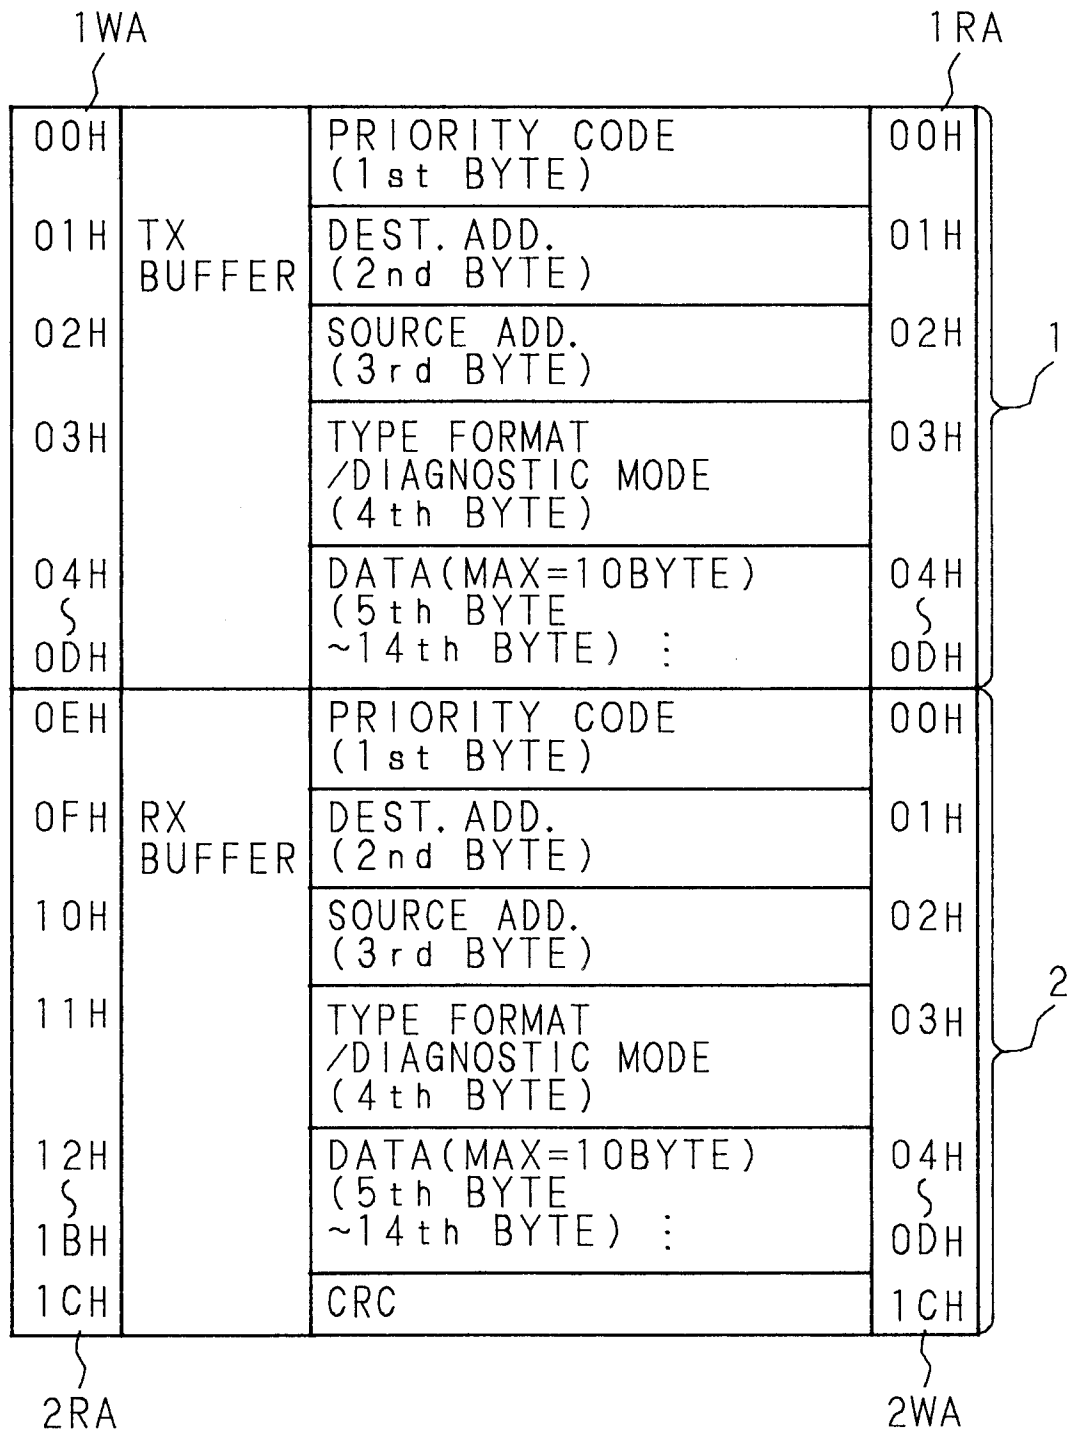 1WA 1RA
00H PRIORITY CODE 00H
(1st BYTE)
01H TX DEST. ADD. 01H
BUFFER (2nd BYTE)
02H SOURCE ADD. 02H
(3rd BYTE)
1
03H TYPE FORMAT 03H
/DIAGNOSTIC MODE
(4th BYTE)
04H DATA(MAX=10BYTE) 04H
∫ (5th BYTE ∫
0DH ~14th BYTE) ⋮ 0DH
0EH PRIORITY CODE 00H
(1st BYTE)
0FH RX DEST. ADD. 01H
BUFFER (2nd BYTE)
10H SOURCE ADD. 02H
(3rd BYTE)
2
11H TYPE FORMAT 03H
/DIAGNOSTIC MODE
(4th BYTE)
12H DATA(MAX=10BYTE) 04H
∫ (5th BYTE ∫
1BH ~14th BYTE) ⋮ 0DH
1CH CRC 1CH
2RA 2WA